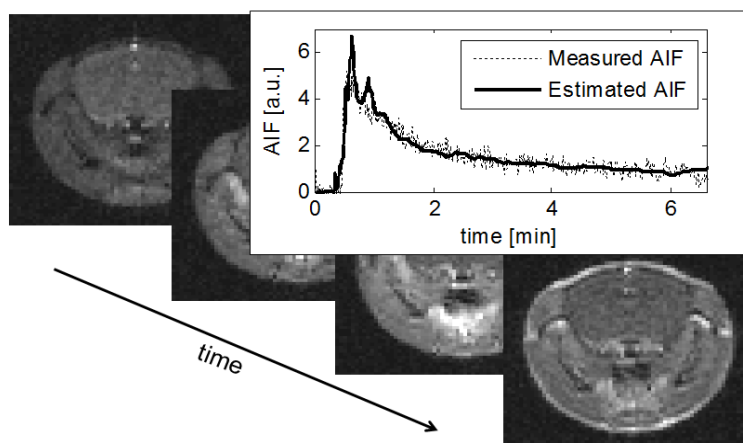 6
4
2
0
AIF [a.u.]
Measured AIF
Estimated AIF
0 2 4 6
time [min]
time